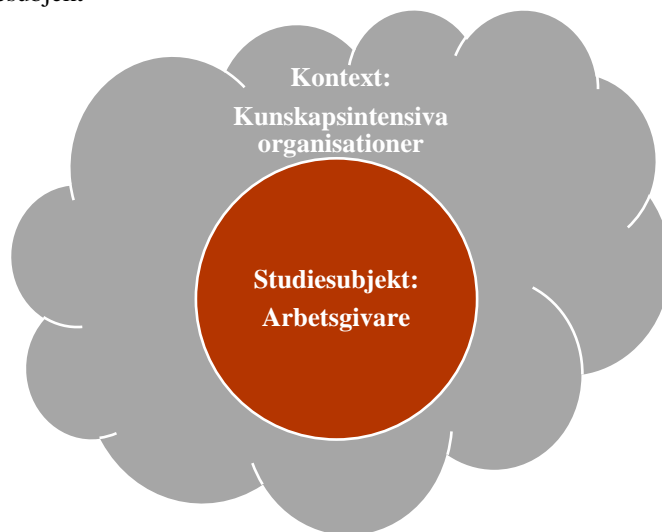 Kontext:
Kunskapsintensiva
organisationer
Studiesubjekt:
Arbetsgivare